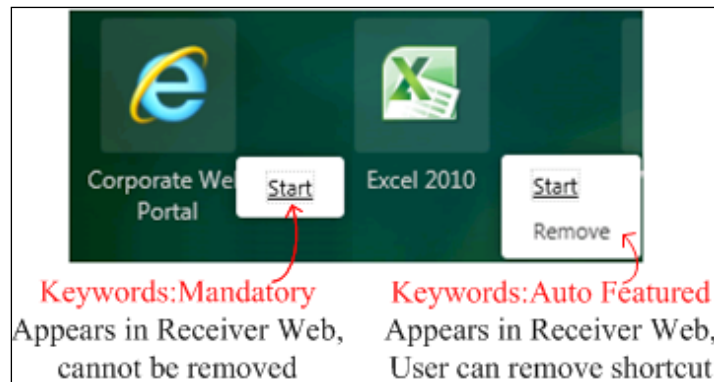 Corporate We
Portal
Start
Excel 2010
Start
Remove
Keywords:Mandatory
Appears in Receiver Web,
cannot be removed
Keywords:Auto Featured
Appears in Receiver Web,
User can remove shortcut